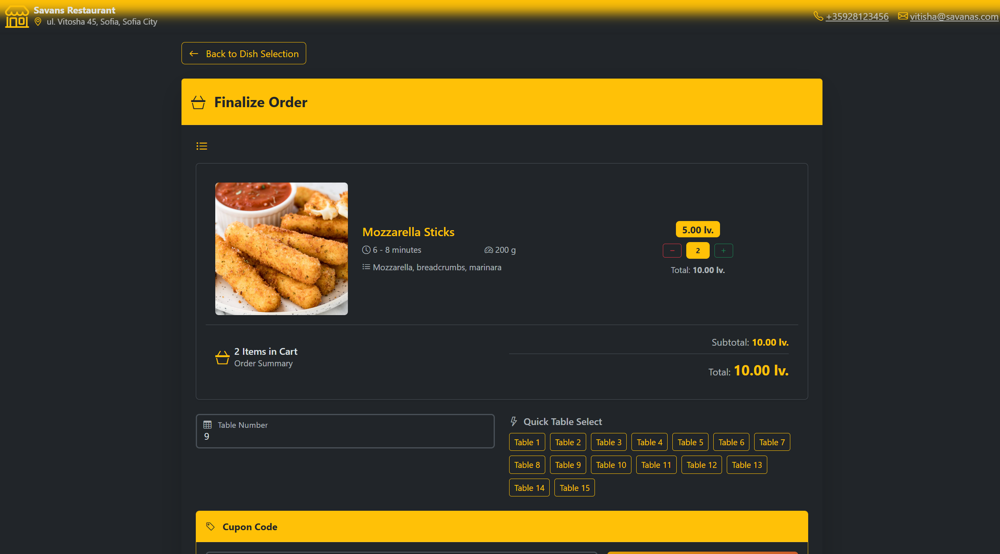 Savans Restaurant
ul. Vitosha 45, Sofia, Sofia City
+35928123456
vitisha@savanas.com
Back to Dish Selection
Finalize Order
Mozzarella Sticks
6 - 8 minutes
200 g
Mozzarella, breadcrumbs, marinara
5.00 lv.
− 2 +
Total: 10.00 lv.
2 Items in Cart
Order Summary
Subtotal: 10.00 lv.
Total: 10.00 lv.
Table Number
9
Quick Table Select
Table 1 Table 2 Table 3 Table 4 Table 5 Table 6 Table 7
Table 8 Table 9 Table 10 Table 11 Table 12 Table 13
Table 14 Table 15
Cupon Code